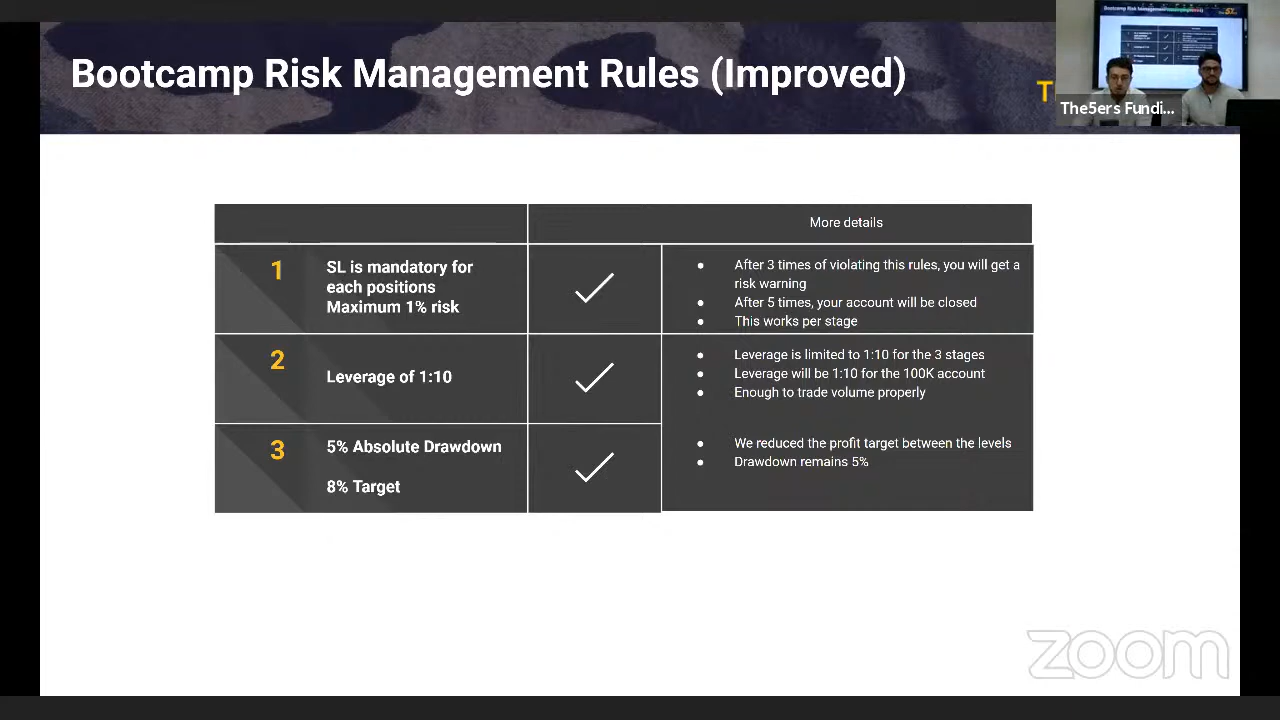 Bootcamp Risk Management Rules (Improved)
The5ers Fundi...
More details
1
SL is mandatory for
each positions
Maximum 1% risk
After 3 times of violating this rules, you will get a
risk warning
After 5 times, your account will be closed
This works per stage
2
Leverage of 1:10
Leverage is limited to 1:10 for the 3 stages
Leverage will be 1:10 for the 100K account
Enough to trade volume properly
3
5% Absolute Drawdown
8% Target
We reduced the profit target between the levels
Drawdown remains 5%
zoom